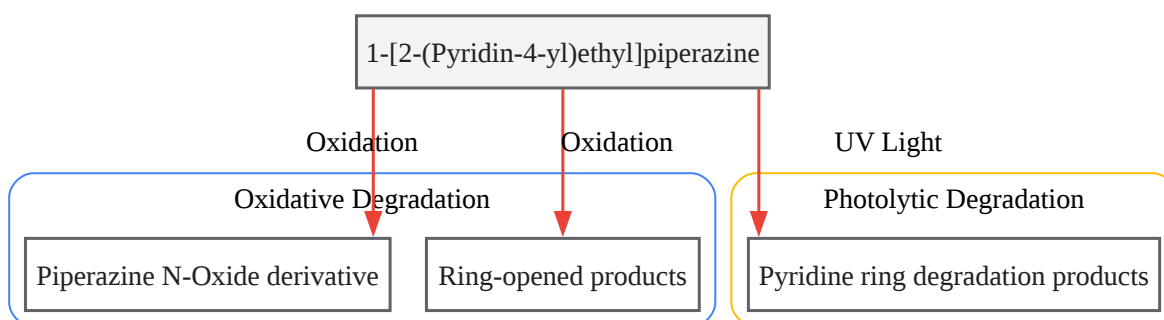 1-[2-(Pyridin-4-yl)ethyl]piperazine
Oxidation
Oxidation
UV Light
Oxidative Degradation
Photolytic Degradation
Piperazine N-Oxide derivative
Ring-opened products
Pyridine ring degradation products